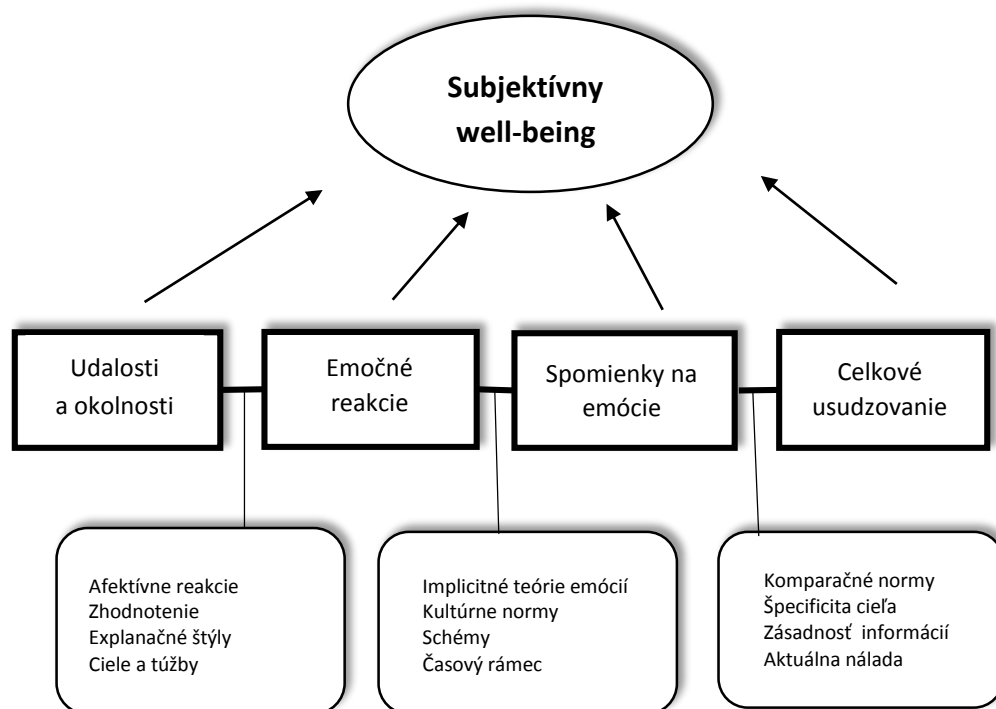 Subjektívny
well-being
Udalosti
a okolnosti
Emočné
reakcie
Spomienky na
emócie
Celkové
usudzovanie
Afektívne reakcie
Zhodnotenie
Explanačné štýly
Ciele a túžby
Implicitné teórie emócií
Kultúrne normy
Schémy
Časový rámec
Komparačné normy
Špecificita cieľa
Zásadnosť informácií
Aktuálna nálada